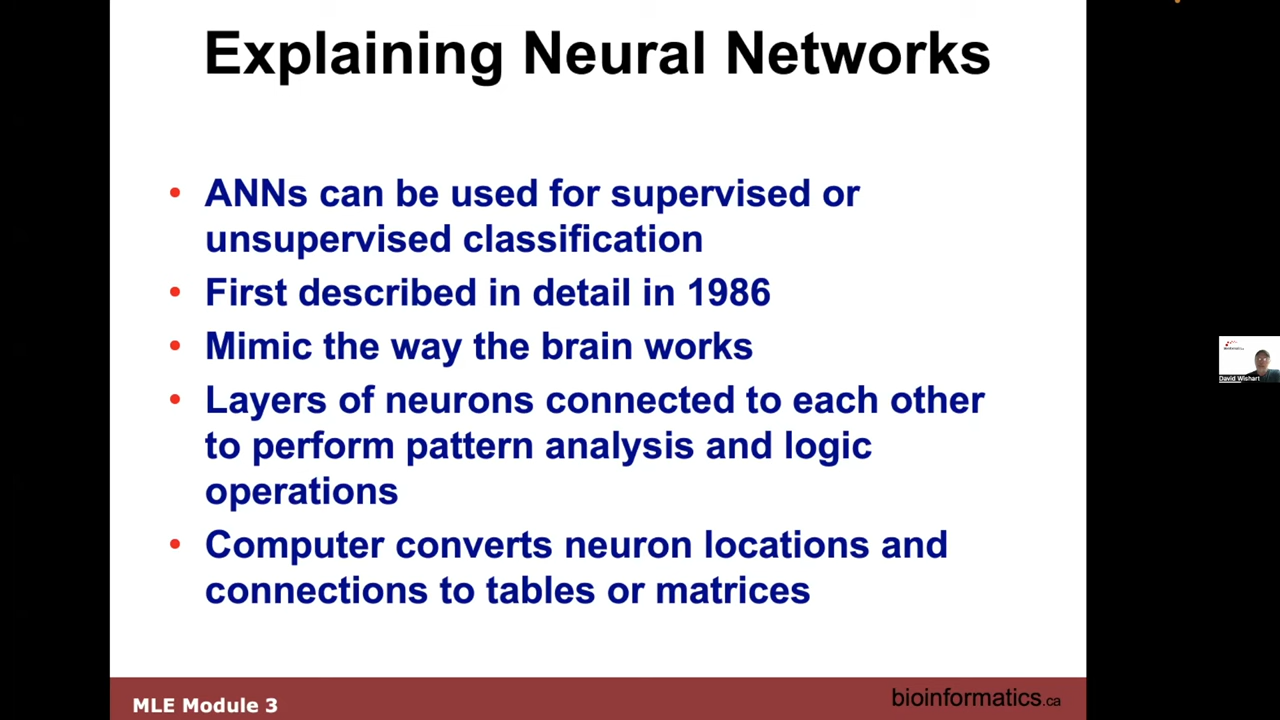 Explaining Neural Networks
• ANNs can be used for supervised or
unsupervised classification
• First described in detail in 1986
• Mimic the way the brain works
• Layers of neurons connected to each other
to perform pattern analysis and logic
operations
• Computer converts neuron locations and
connections to tables or matrices
David Wishart
MLE Module 3
bioinformatics.ca